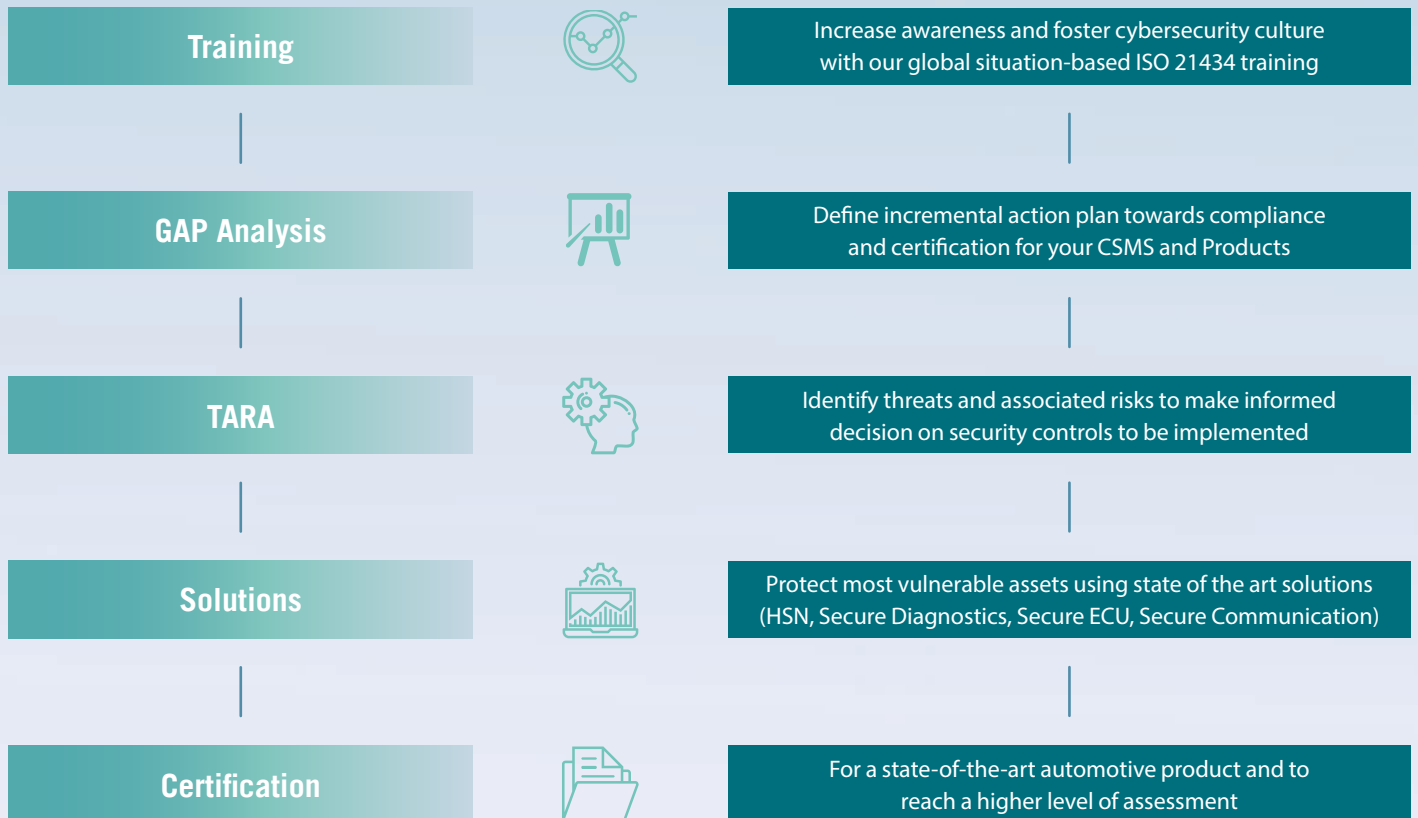 Training
Increase awareness and foster cybersecurity culture
with our global situation-based ISO 21434 training
GAP Analysis
Define incremental action plan towards compliance
and certification for your CSMS and Products
TARA
Identify threats and associated risks to make informed
decision on security controls to be implemented
Solutions
Protect most vulnerable assets using state of the art solutions
(HSN, Secure Diagnostics, Secure ECU, Secure Communication)
Certification
For a state-of-the-art automotive product and to
reach a higher level of assessment